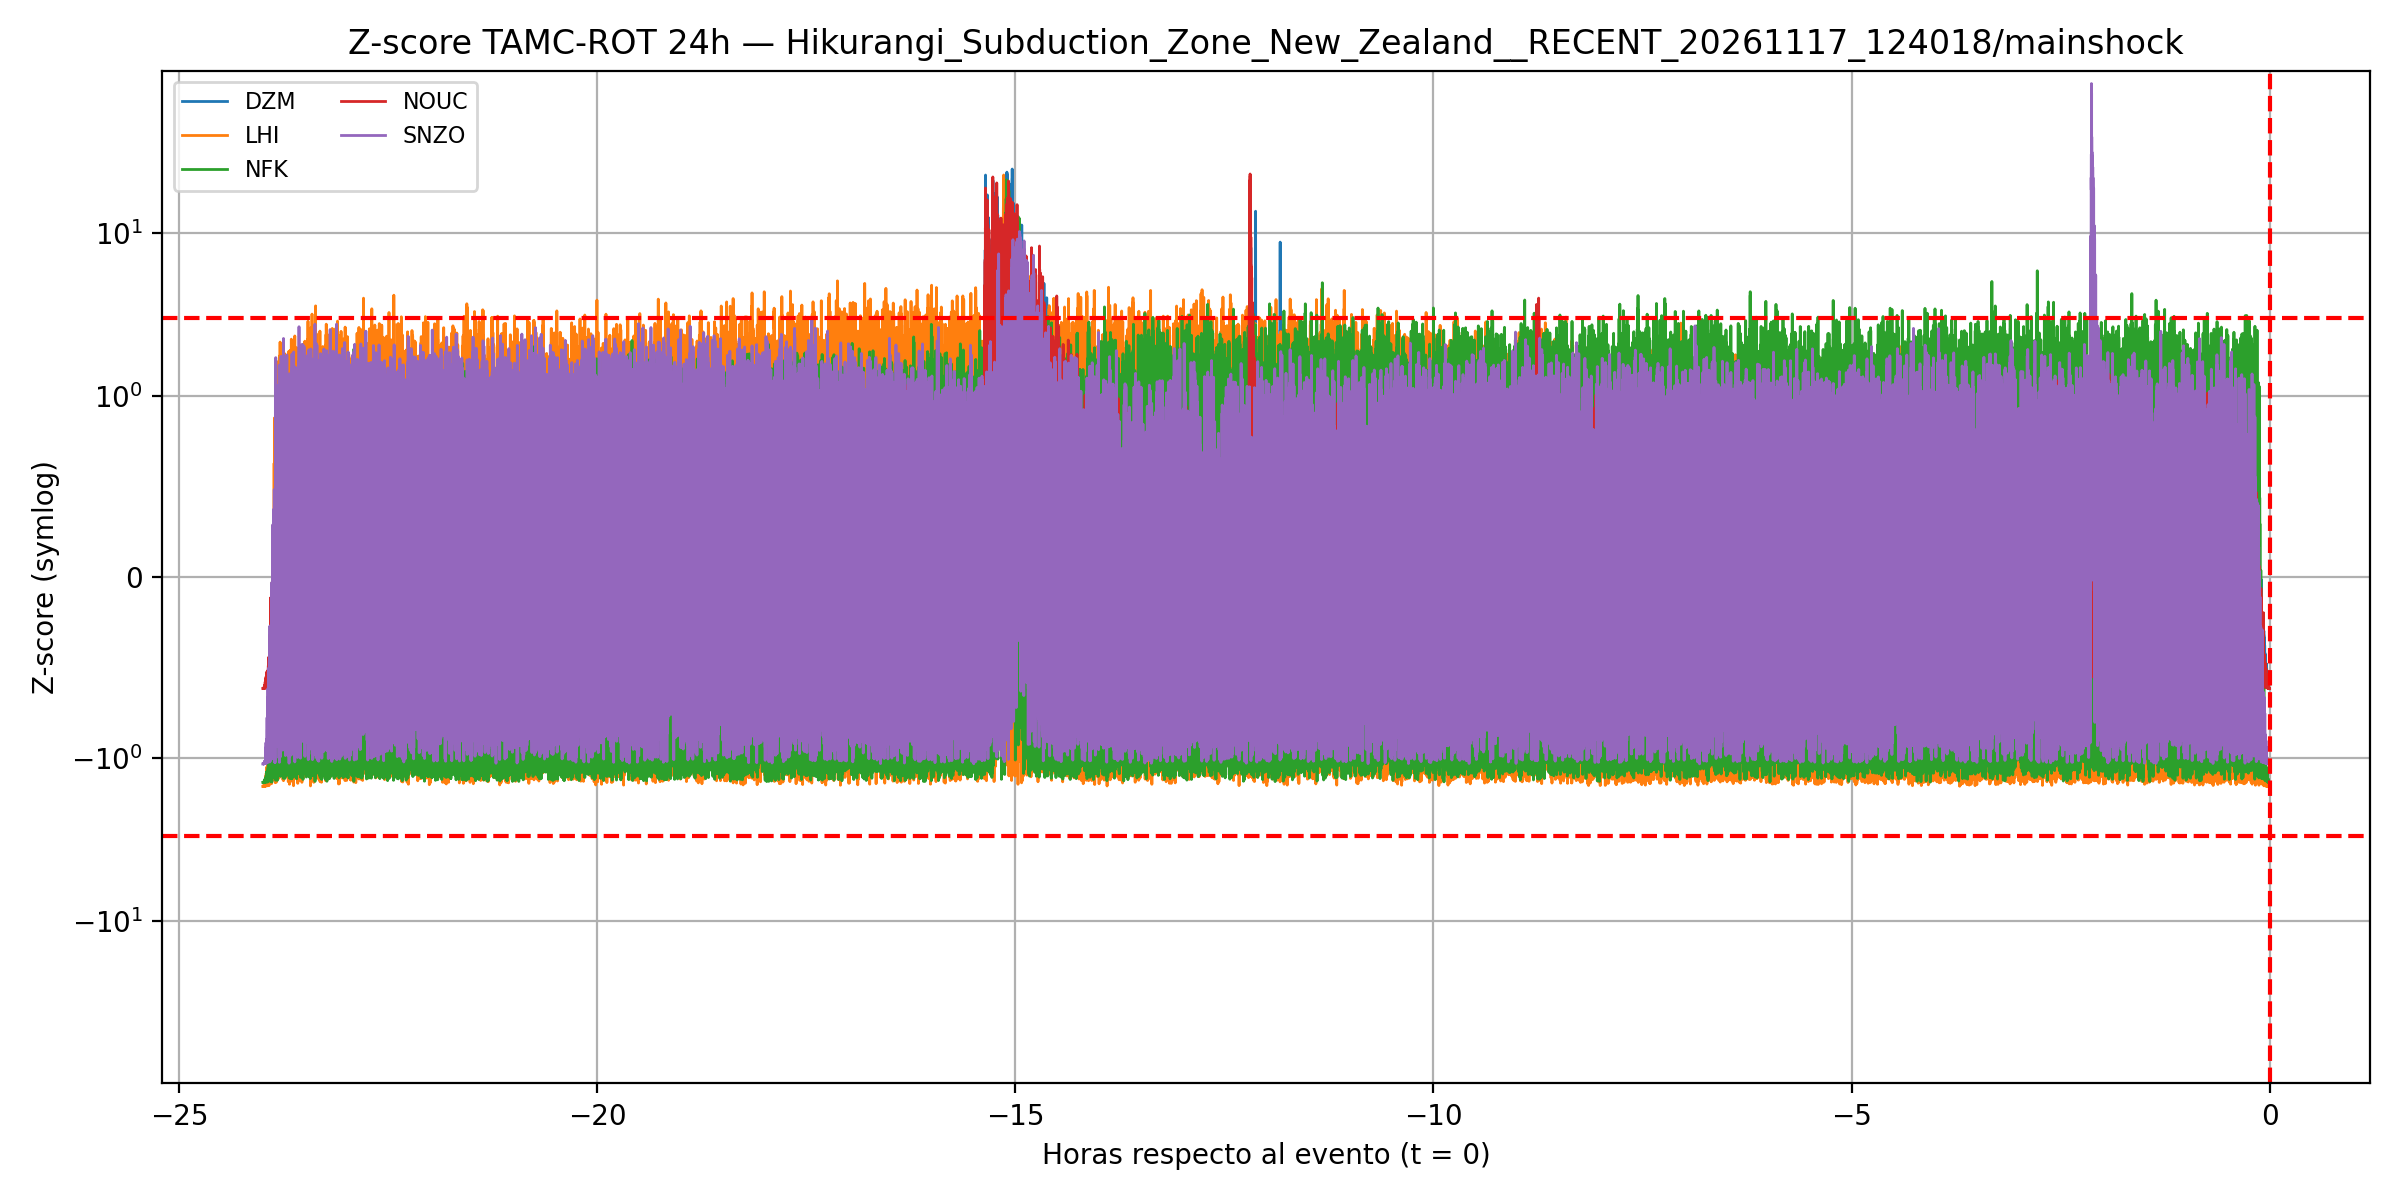 Z-score TAMC-ROT 24h — Hikurangi_Subduction_Zone_New_Zealand__RECENT_20261117_124018/mainshock
DZM
LHI
NFK
NOUC
SNZO
Z-score (symlog)
10¹
10⁰
0
−10⁰
−10¹
−25
−20
−15
−10
−5
0
Horas respecto al evento (t = 0)